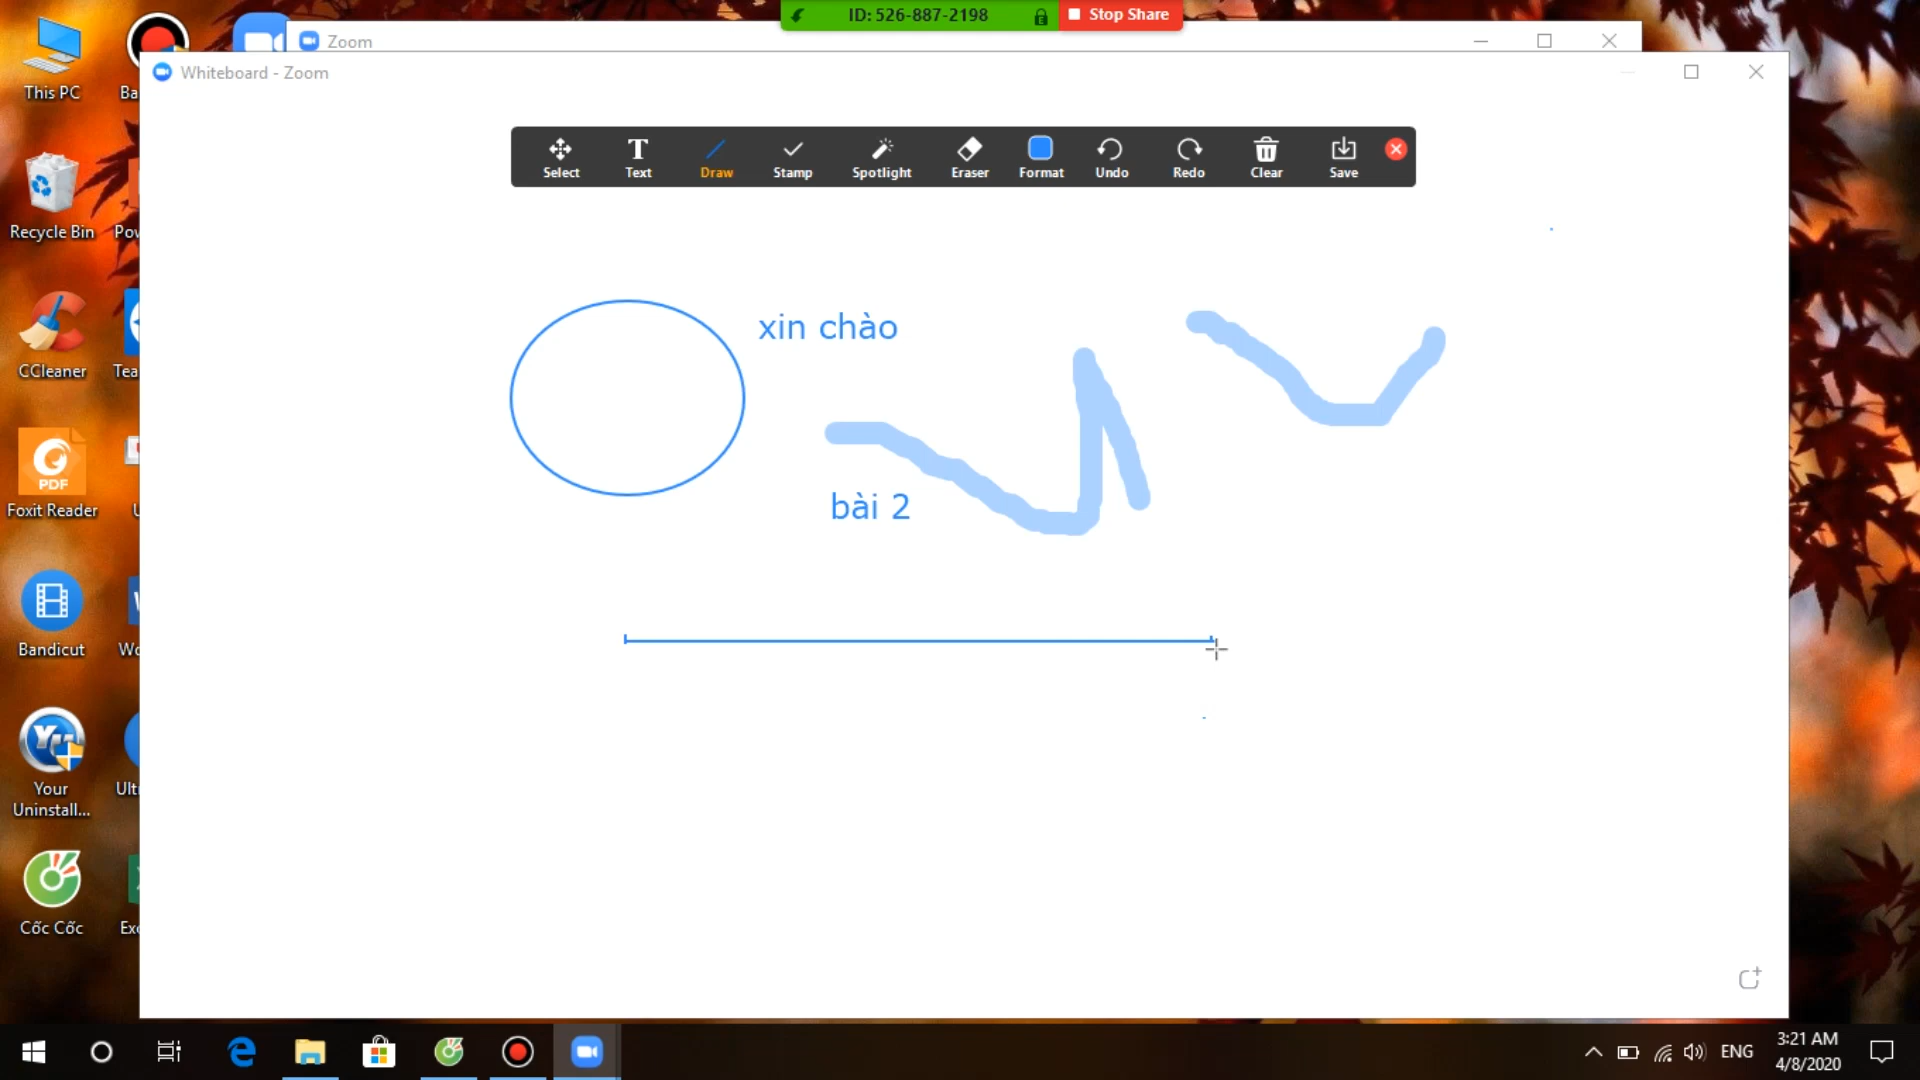 ID: 526-887-2198
Stop Share
Zoom
Whiteboard - Zoom
Select
Text
Draw
Stamp
Spotlight
Eraser
Format
Undo
Redo
Clear
Save
xin chào
bài 2
This PC
Recycle Bin
CCleaner
PDF
Foxit Reader
Bandicut
Your
Uninstall...
Cốc Cốc
ENG
3:21 AM
4/8/2020